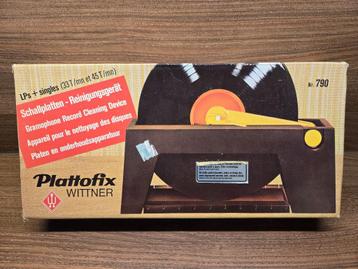 LPs + singles (33 T/mn et 45 T/mn)
Nr. 790
Schallplatten - Reinigungsgerät
Gramophone Record Cleaning Device
Appareil pour le nettoyage des disques
Platen en onderhoudsapparatuur
Plattofix
WITTNER